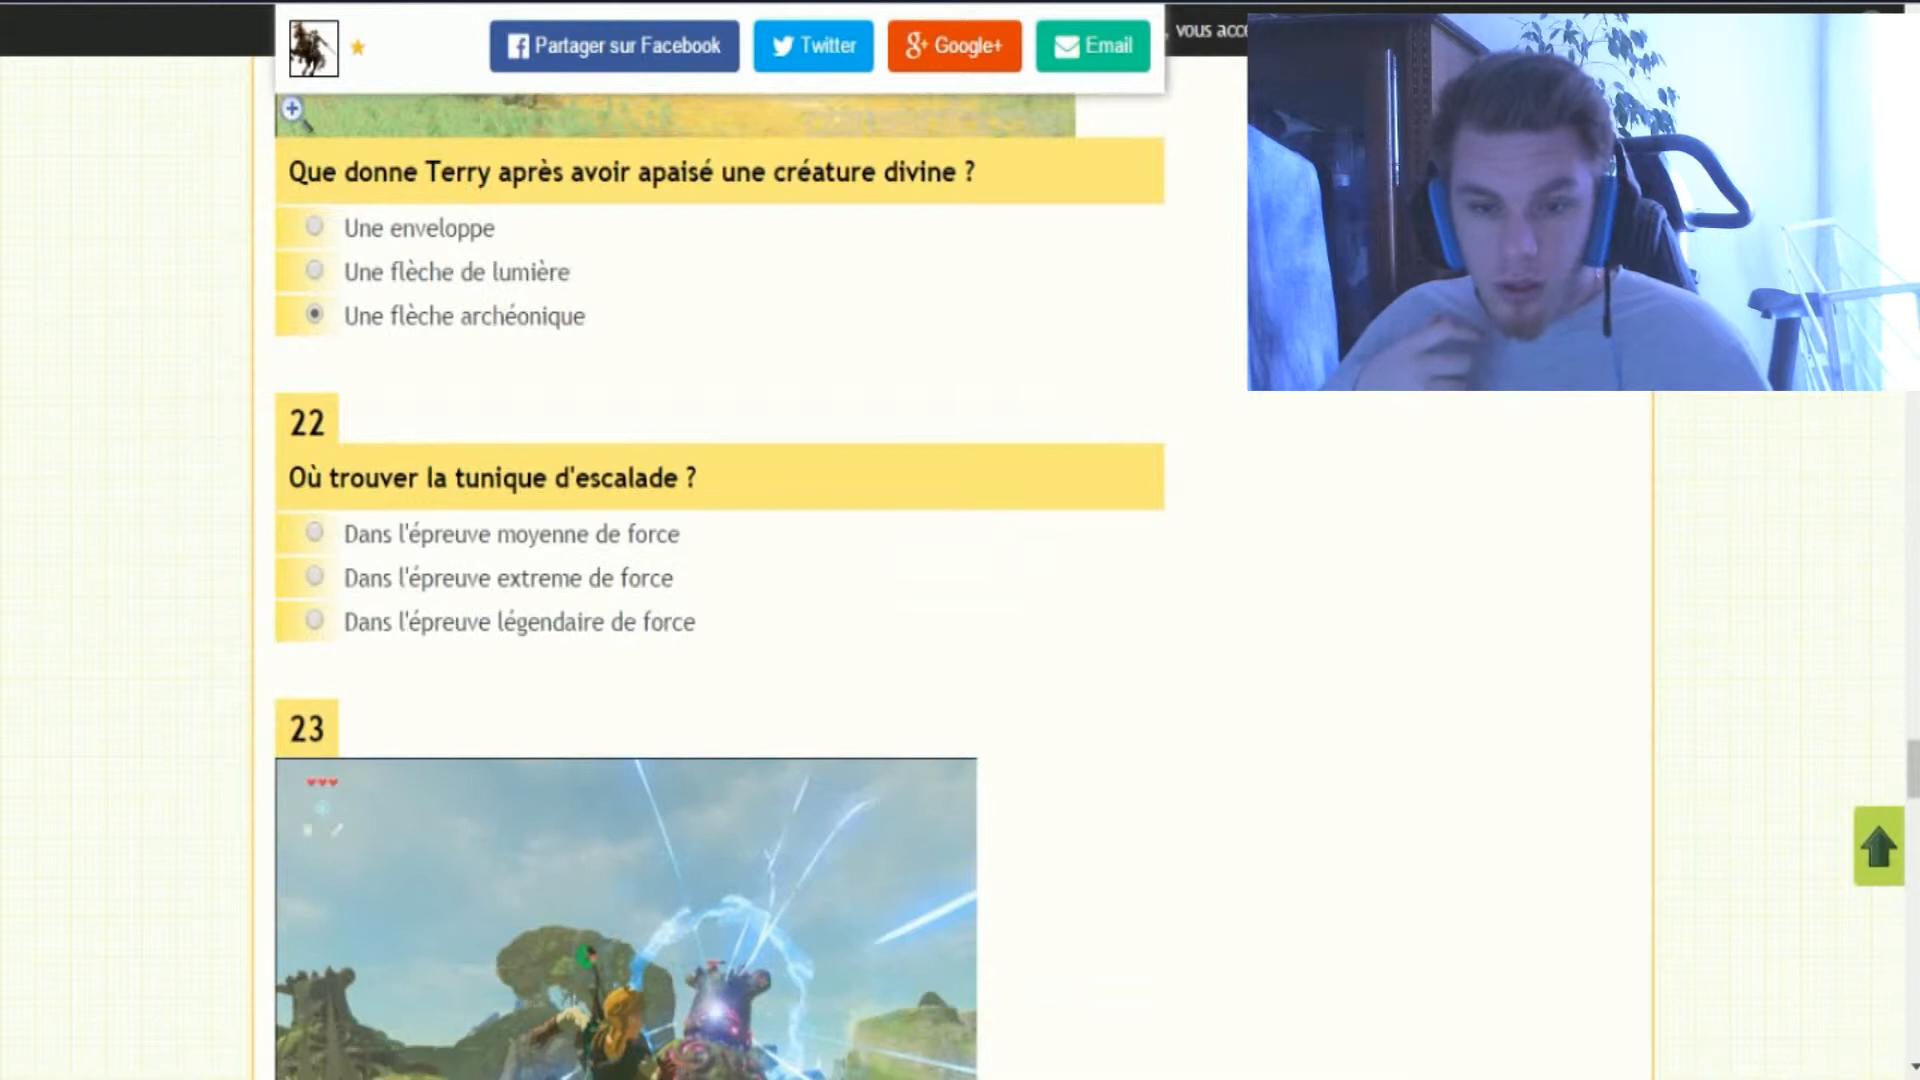 Partager sur Facebook
Twitter
g+ Google+
Email
, vous acc
Que donne Terry après avoir apaisé une créature divine ?
Une enveloppe
Une flèche de lumière
Une flèche archéonique
22
Où trouver la tunique d'escalade ?
Dans l'épreuve moyenne de force
Dans l'épreuve extreme de force
Dans l'épreuve légendaire de force
23